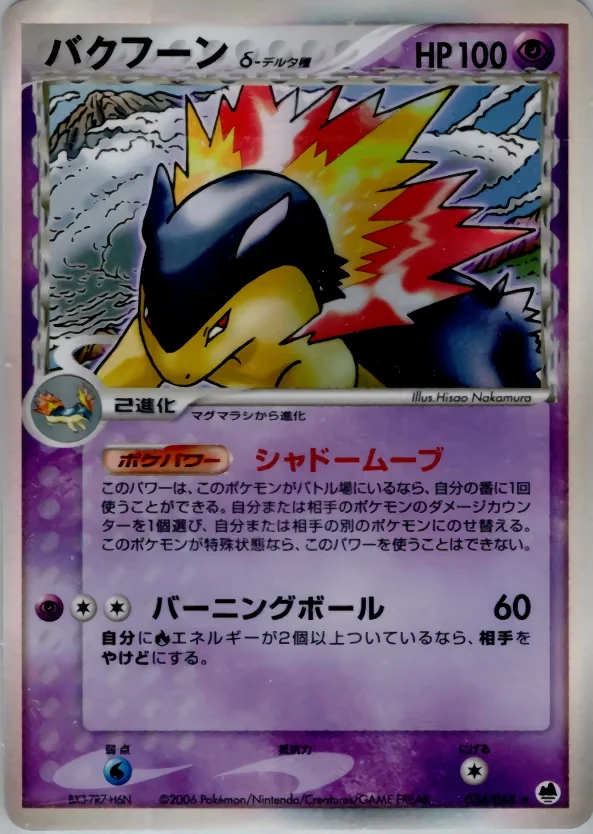 バクフーン δ-デルタ種 HP100
Illus.Hisao Nakamura
2進化 マグマラシから進化
ポケパワー シャドームーブ
このパワーは、このポケモンがバトル場にいるなら、自分の番に1回
使うことができる。自分または相手のポケモンのダメージカウン
ターを1個選び、自分または相手の別のポケモンにのせ替える。
このポケモンが特殊状態なら、このパワーを使うことはできない。
バーニングボール 60
自分にエネルギーが2個以上ついているなら、相手を
やけどにする。
弱点 抵抗力 にげる
©2006 Pokémon/Nintendo/Creatures/GAME FREAK